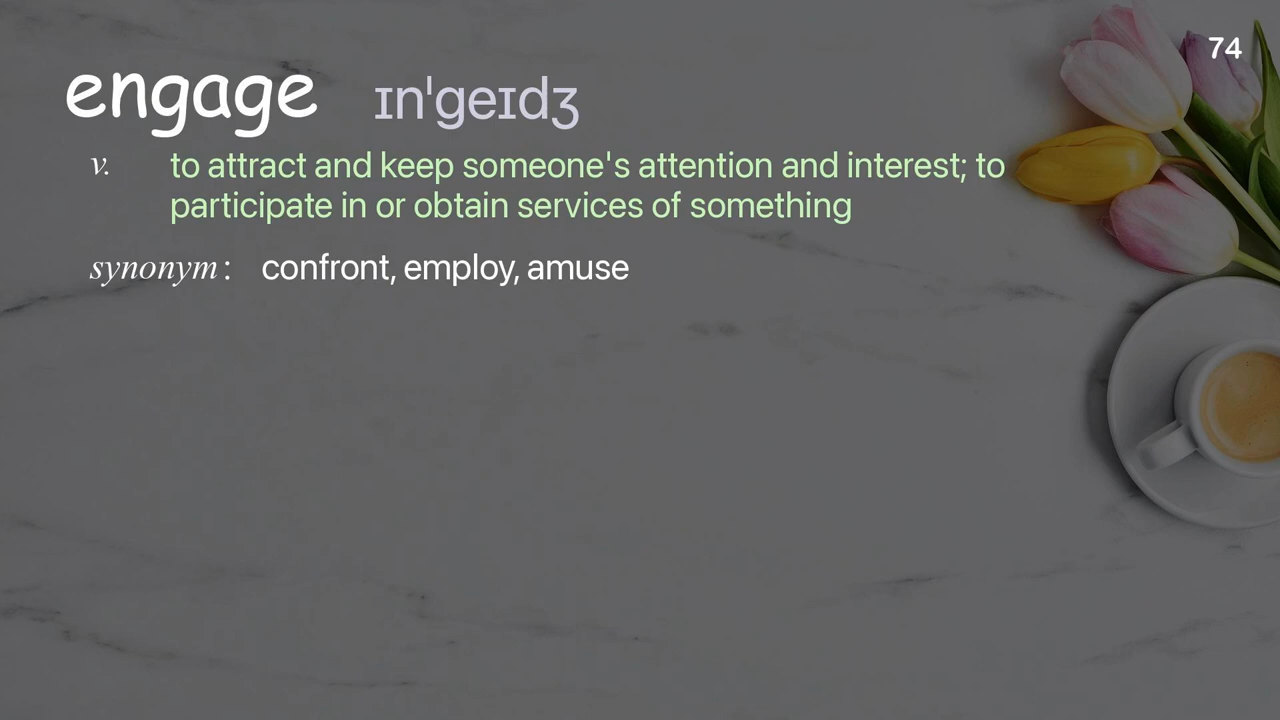 74
engage ɪnˈgeɪdʒ
v. to attract and keep someone's attention and interest; to
participate in or obtain services of something
synonym: confront, employ, amuse